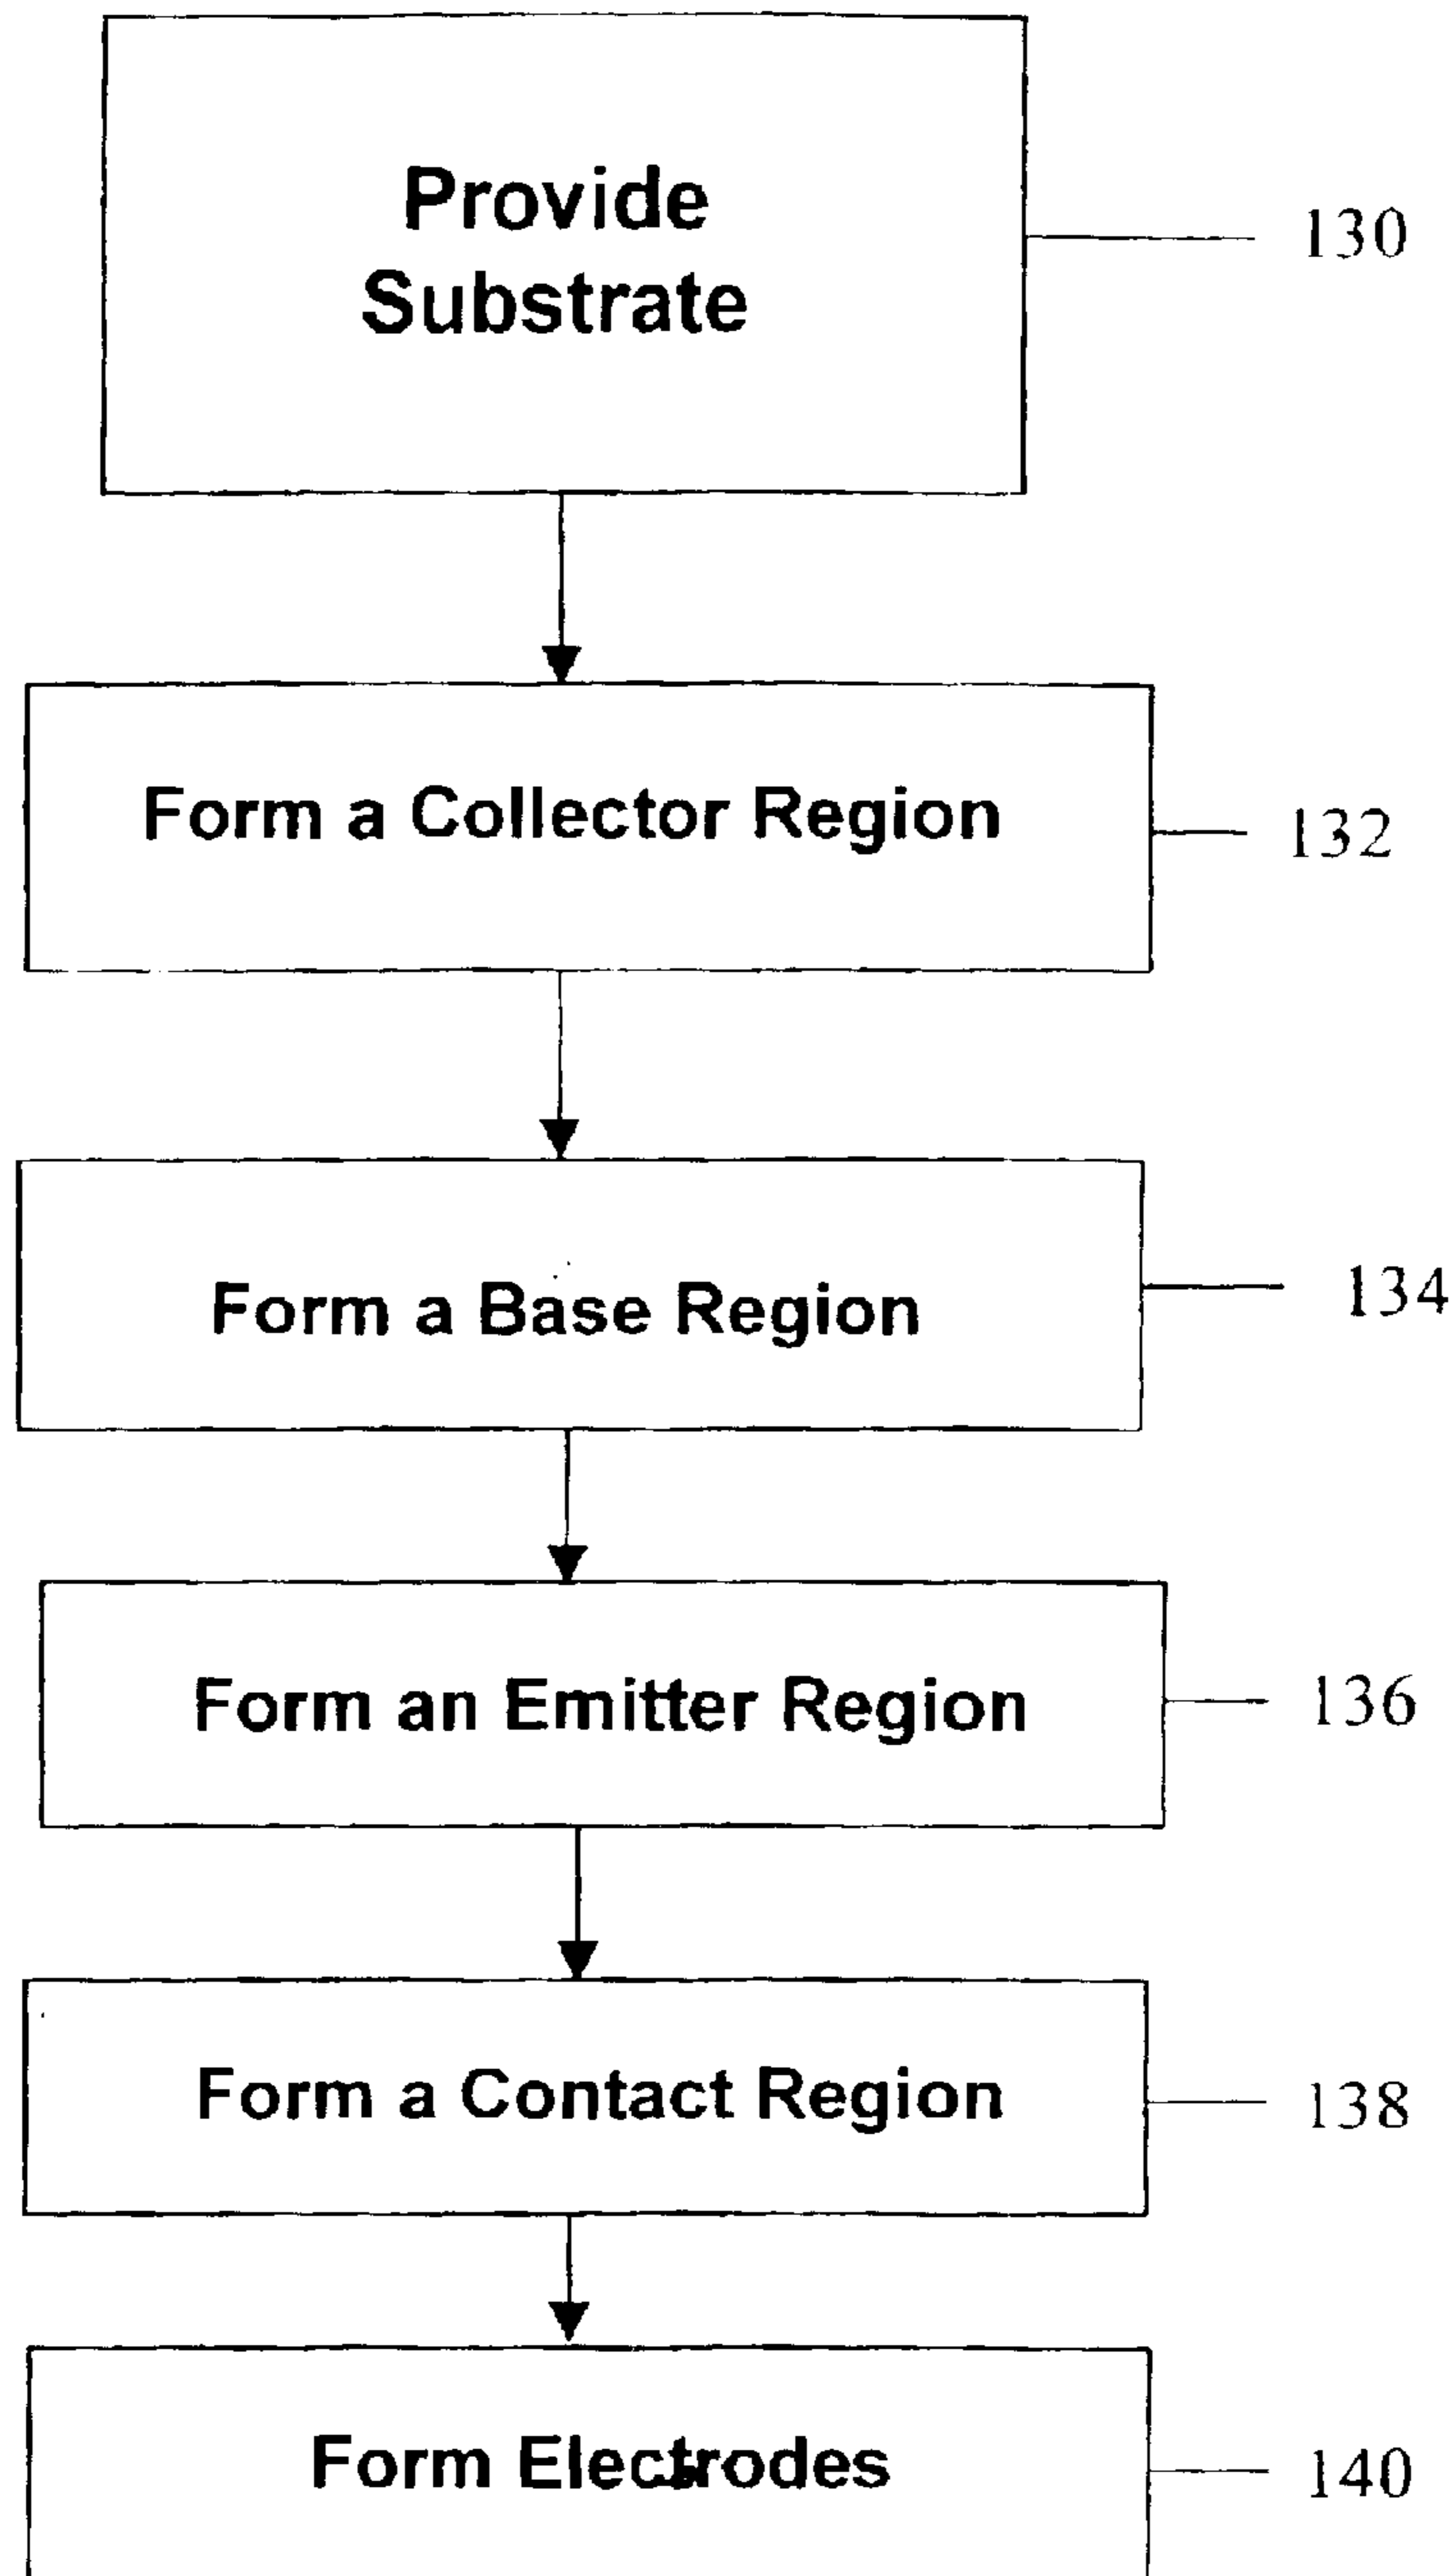 Provide
Substrate
130
Form a Collector Region
132
Form a Base Region
134
Form an Emitter Region
136
Form a Contact Region
138
Form Electrodes
140